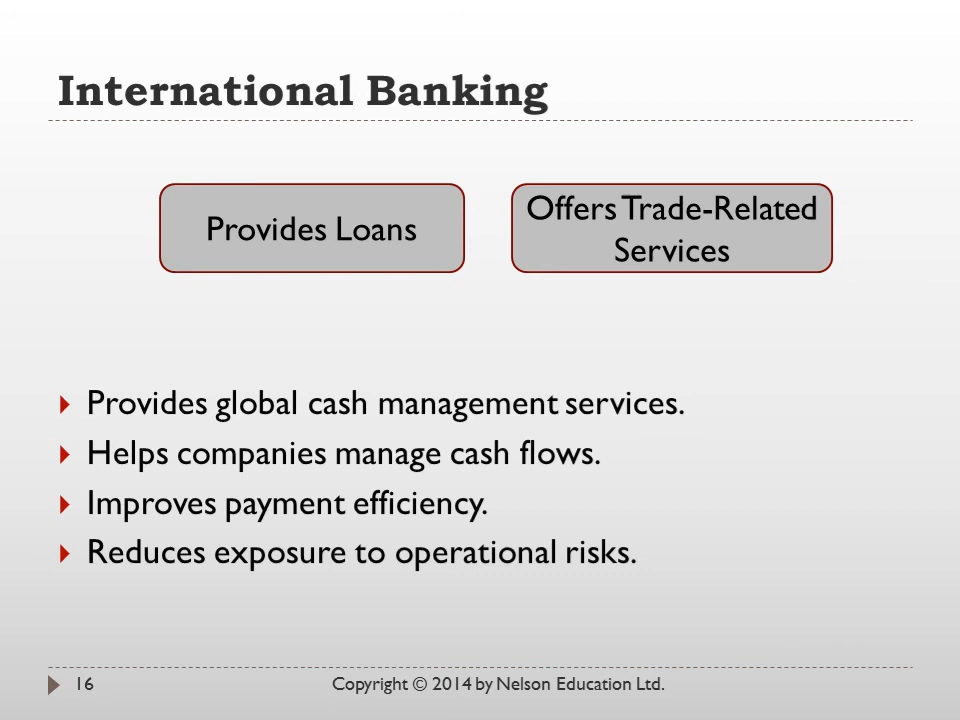 International Banking
Provides Loans
Offers Trade-Related
Services
Provides global cash management services.
Helps companies manage cash flows.
Improves payment efficiency.
Reduces exposure to operational risks.
16
Copyright © 2014 by Nelson Education Ltd.